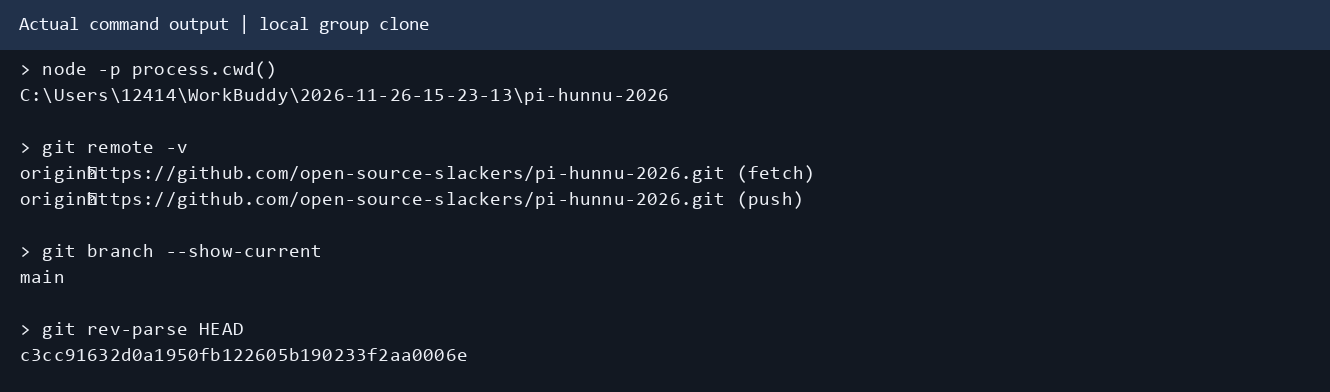 Actual command output | local group clone
> node -p process.cwd()
C:\Users\12414\WorkBuddy\2026-11-26-15-23-13\pi-hunnu-2026
> git remote -v
origin https://github.com/open-source-slackers/pi-hunnu-2026.git (fetch)
origin https://github.com/open-source-slackers/pi-hunnu-2026.git (push)
> git branch --show-current
main
> git rev-parse HEAD
c3cc91632d0a1950fb122605b190233f2aa0006e